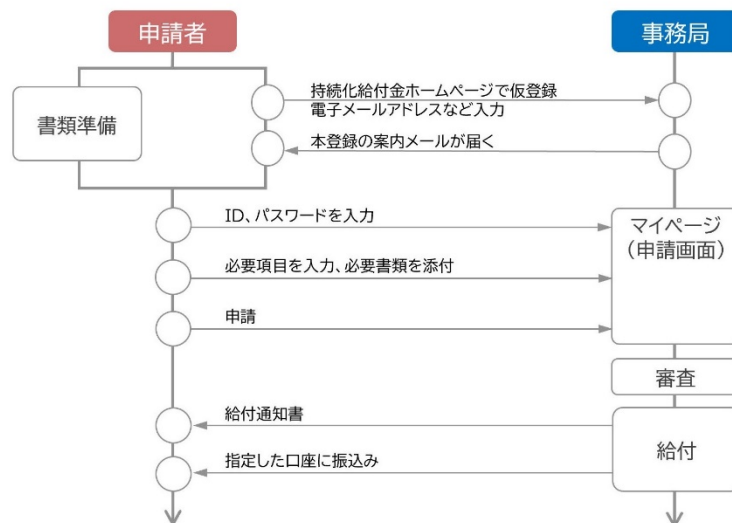 申請者
事務局
書類準備
持続化給付金ホームページで仮登録
電子メールアドレスなど入力
本登録の案内メールが届く
ID、パスワードを入力
マイページ
（申請画面）
必要項目を入力、必要書類を添付
申請
審査
給付通知書
給付
指定した口座に振込み